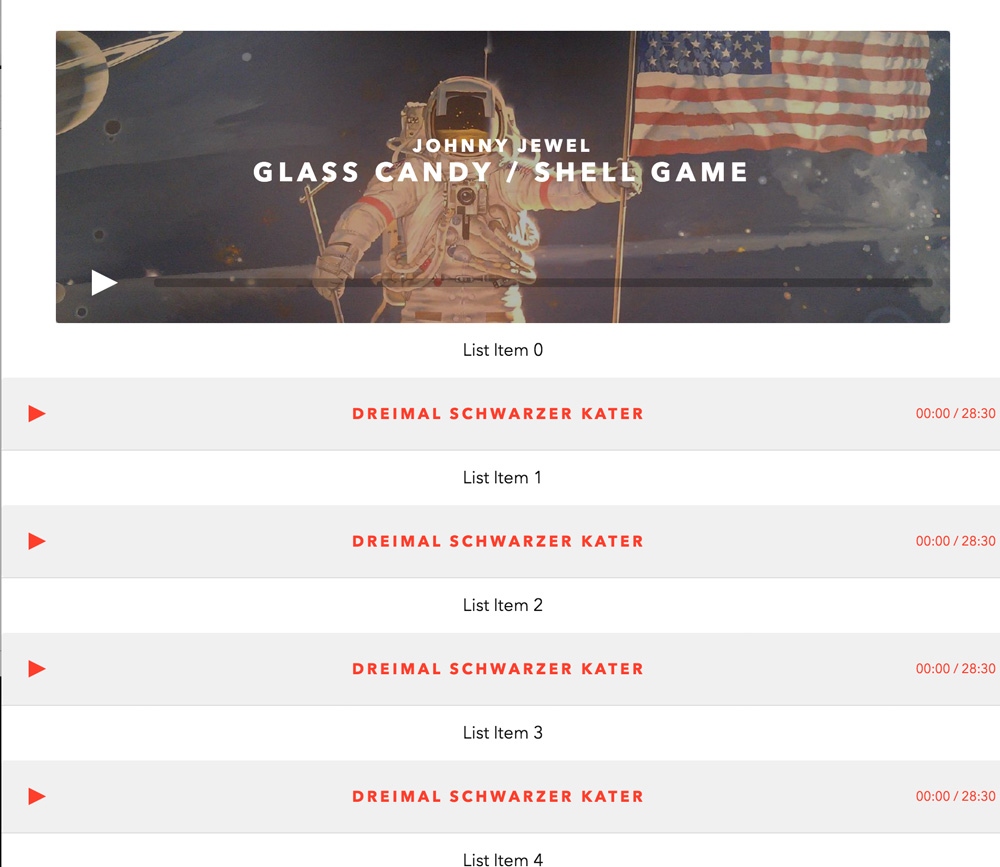 JOHNNY JEWEL
GLASS CANDY / SHELL GAME
List Item 0
DREIMAL SCHWARZER KATER 00:00 / 28:30
List Item 1
DREIMAL SCHWARZER KATER 00:00 / 28:30
List Item 2
DREIMAL SCHWARZER KATER 00:00 / 28:30
List Item 3
DREIMAL SCHWARZER KATER 00:00 / 28:30
List Item 4